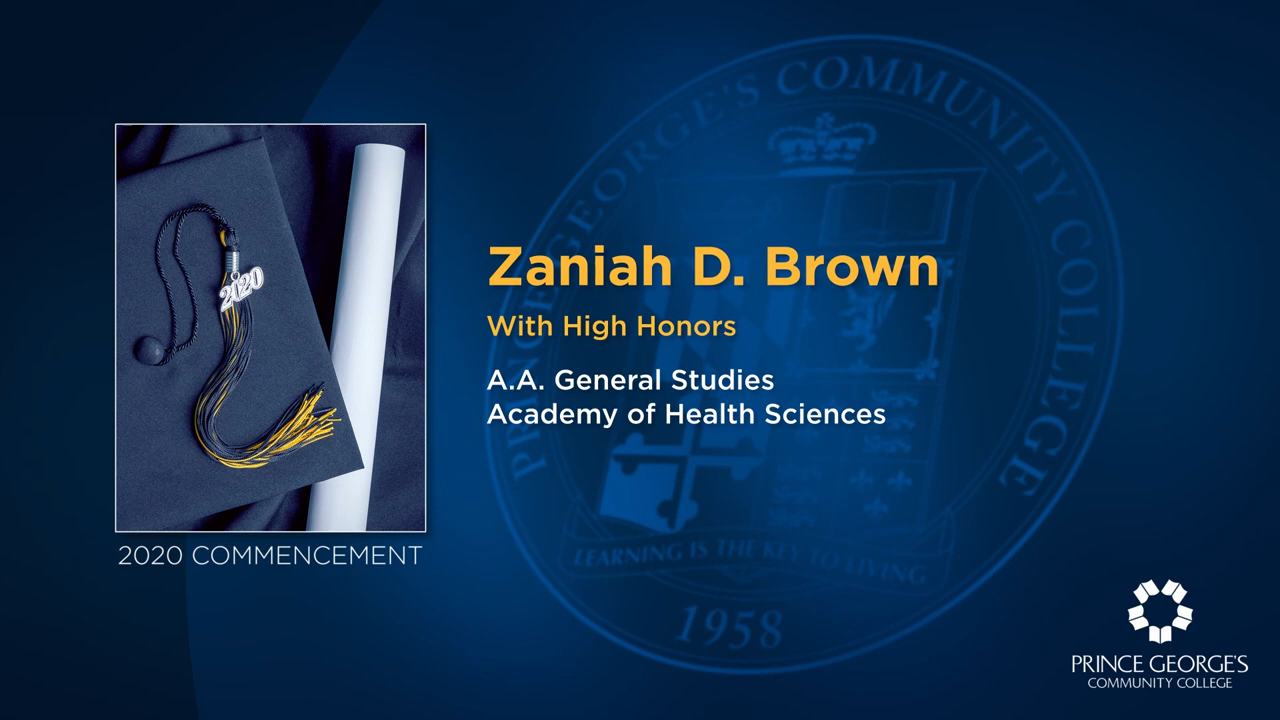 PRINCE GEORGE'S COMMUNITY COLLEGE
2020
Zaniah D. Brown
With High Honors
A.A. General Studies
Academy of Health Sciences
2020 COMMENCEMENT
LEARNING IS THE KEY TO LIVING
1958
PRINCE GEORGE'S
COMMUNITY COLLEGE